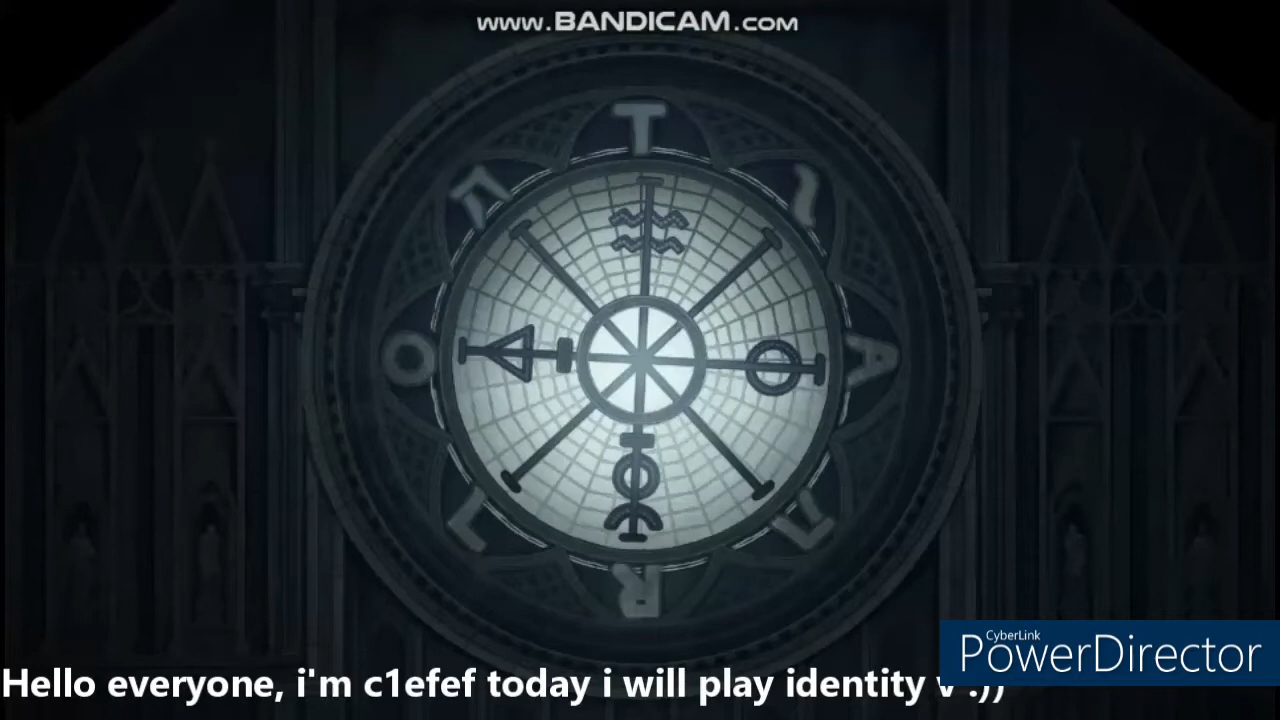 www.BANDICAM.com
T
A
R
O
ה
ו
ה
CyberLink
PowerDirector
Hello everyone, i'm c1efef today i will play identity v :))